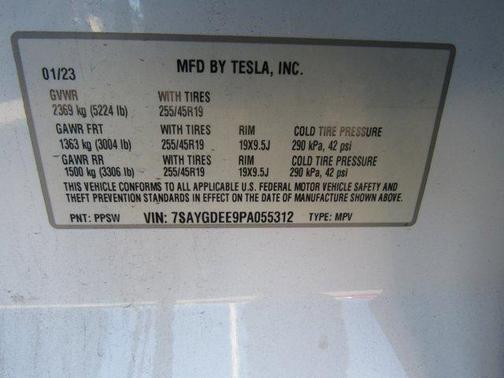 01/23 MFD BY TESLA, INC.
GVWR WITH TIRES
2369 kg (5224 lb) 255/45R19
GAWR FRT WITH TIRES RIM COLD TIRE PRESSURE
1363 kg (3004 lb) 255/45R19 19X9.5J 290 kPa, 42 psi
GAWR RR WITH TIRES RIM COLD TIRE PRESSURE
1500 kg (3306 lb) 255/45R19 19X9.5J 290 kPa, 42 psi
THIS VEHICLE CONFORMS TO ALL APPLICABLE U.S. FEDERAL MOTOR VEHICLE SAFETY AND
THEFT PREVENTION STANDARDS IN EFFECT ON THE DATE OF MANUFACTURE SHOWN ABOVE.
PNT: PPSW VIN: 7SAYGDEE9PA055312 TYPE: MPV